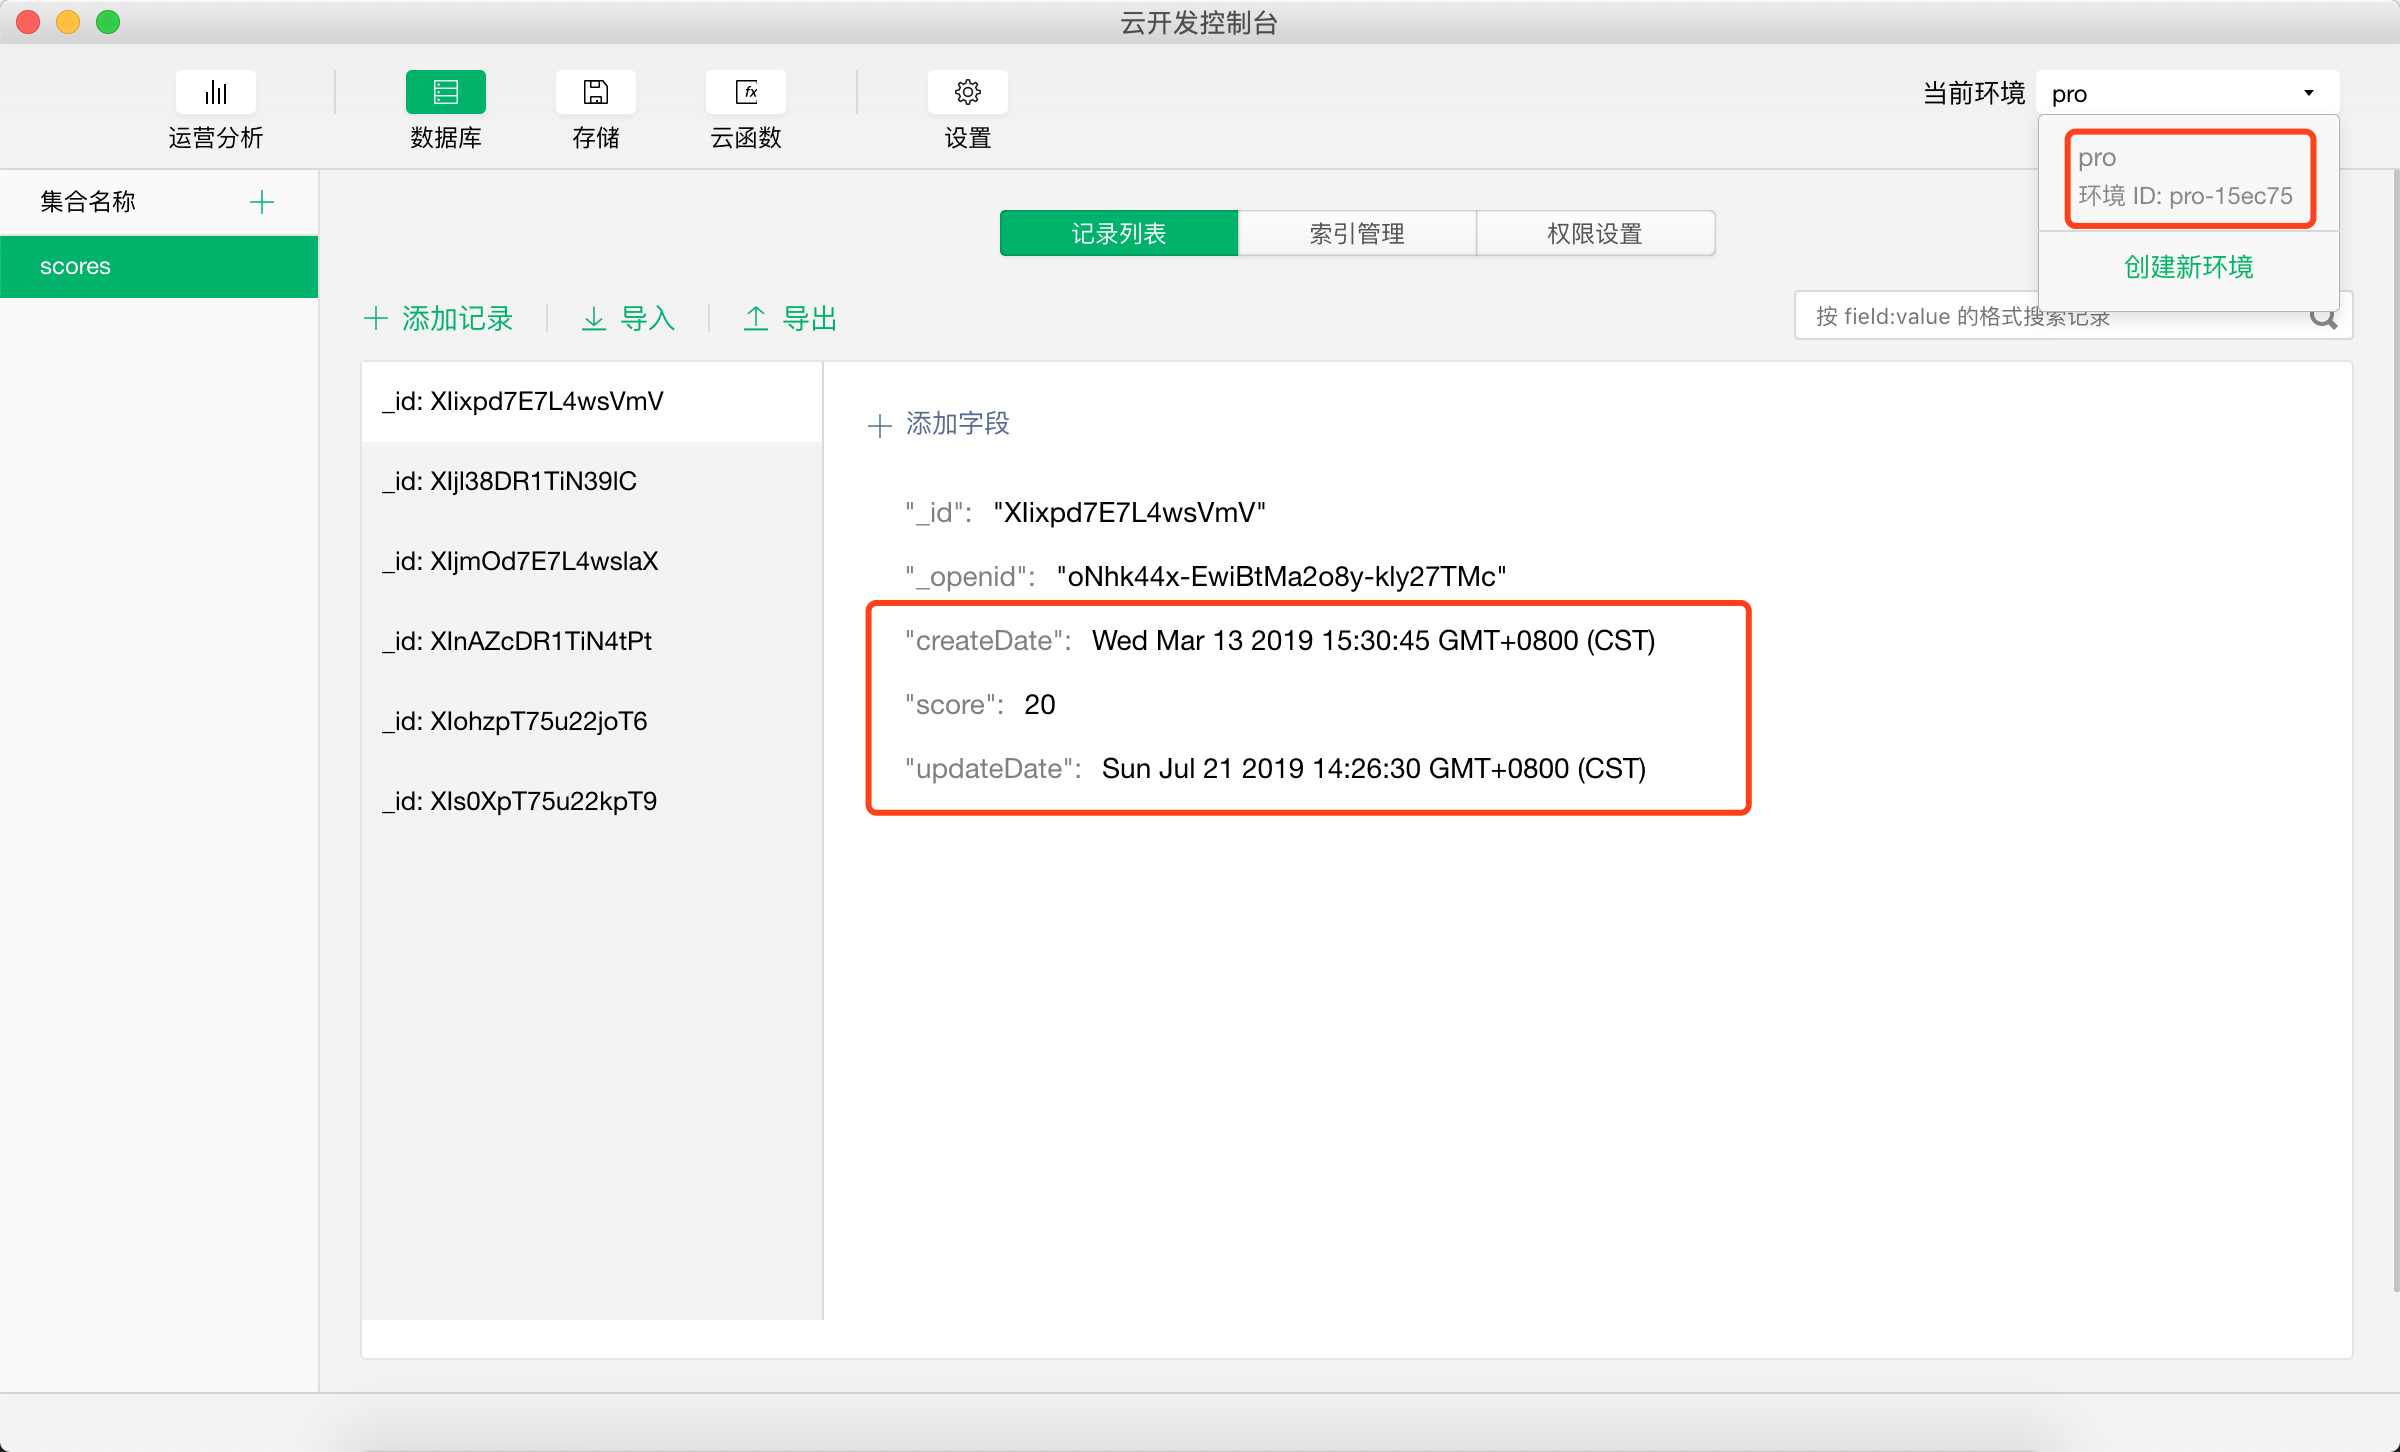 云开发控制台
运营分析
数据库
存储
fx
云函数
设置
当前环境
pro
pro
环境 ID: pro-15ec75
创建新环境
集合名称
scores
记录列表
索引管理
权限设置
添加记录
导入
导出
按 field:value 的格式搜索记录
_id: XIixpd7E7L4wsVmV
_id: XIjl38DR1TiN39lC
_id: XIjmOd7E7L4wslaX
_id: XInAZcDR1TiN4tPt
_id: XIohzpT75u22joT6
_id: XIs0XpT75u22kpT9
添加字段
"_id": "XIixpd7E7L4wsVmV"
"_openid": "oNhk44x-EwiBtMa2o8y-kly27TMc"
"createDate": Wed Mar 13 2019 15:30:45 GMT+0800 (CST)
"score": 20
"updateDate": Sun Jul 21 2019 14:26:30 GMT+0800 (CST)